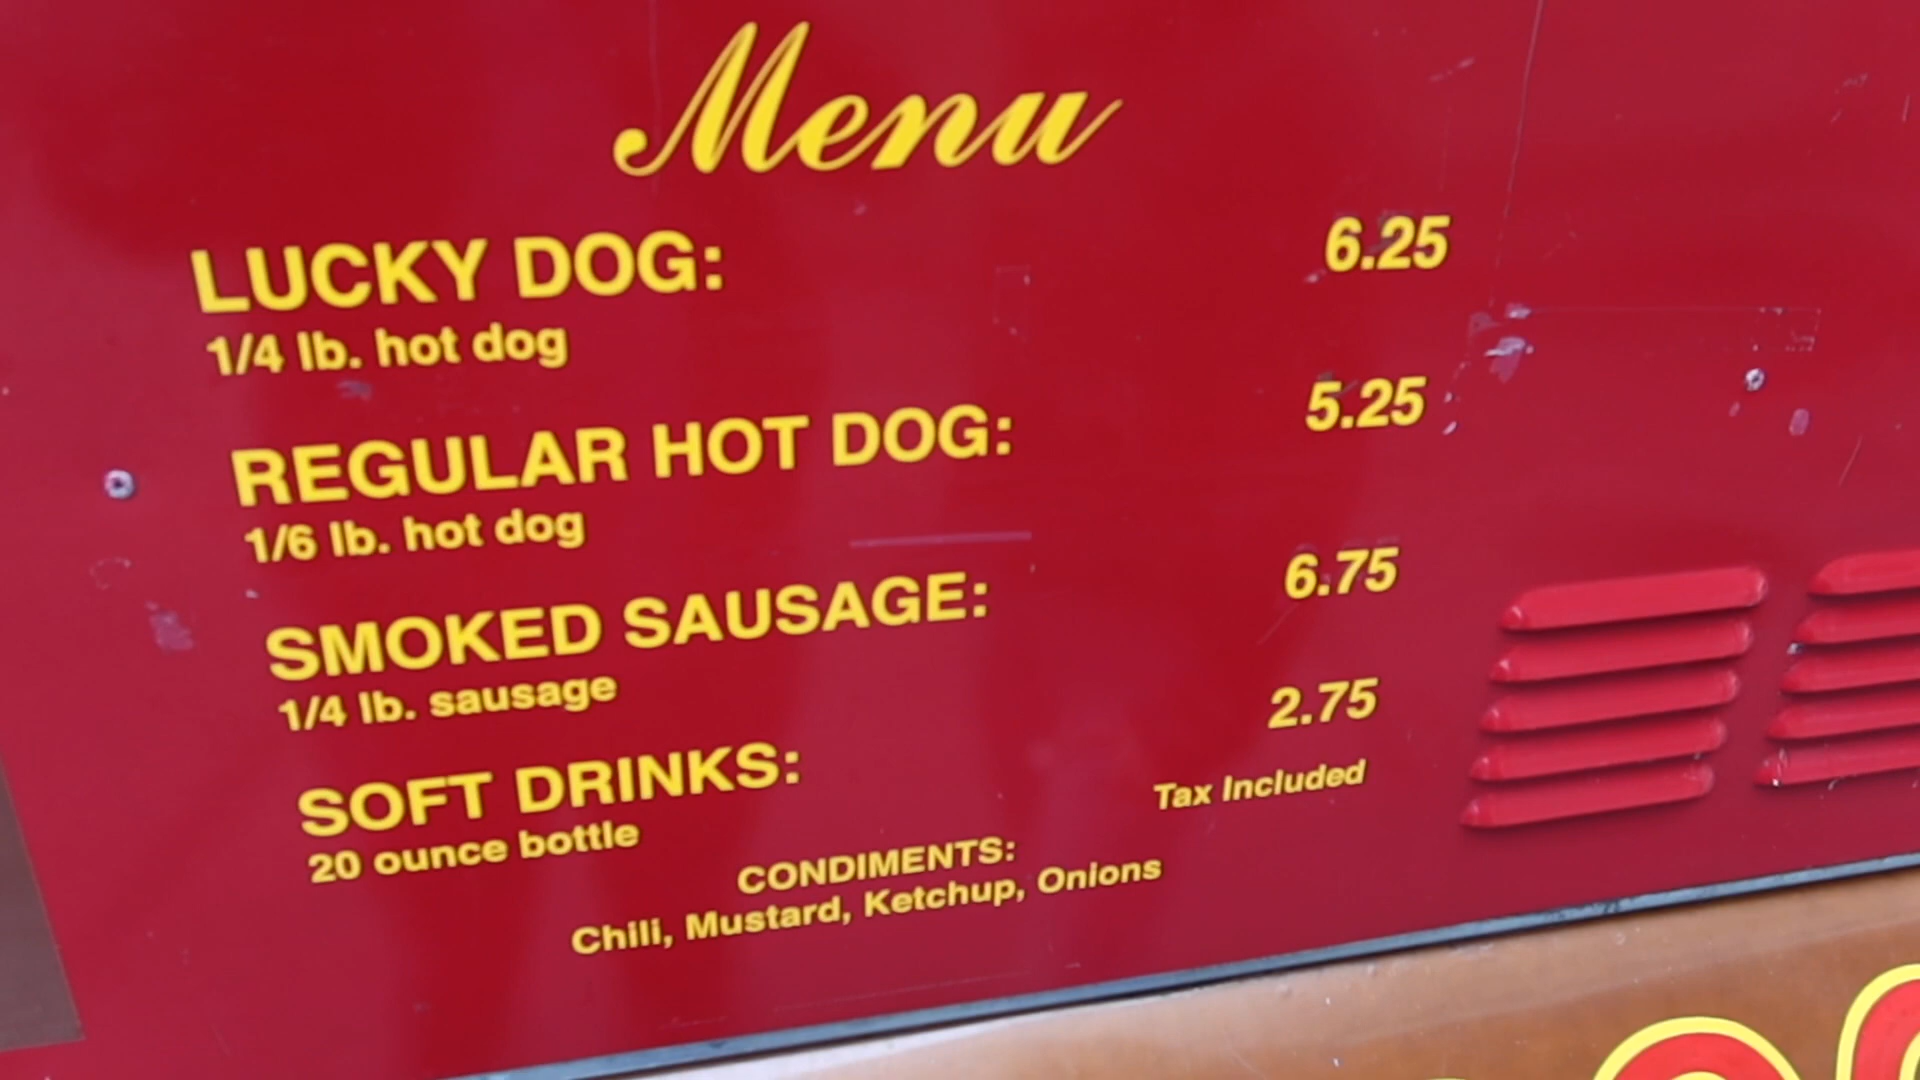 Menu
LUCKY DOG: 6.25
1/4 lb. hot dog
REGULAR HOT DOG: 5.25
1/6 lb. hot dog
SMOKED SAUSAGE: 6.75
1/4 lb. sausage
SOFT DRINKS: 2.75
20 ounce bottle
Tax Included
CONDIMENTS:
Chili, Mustard, Ketchup, Onions